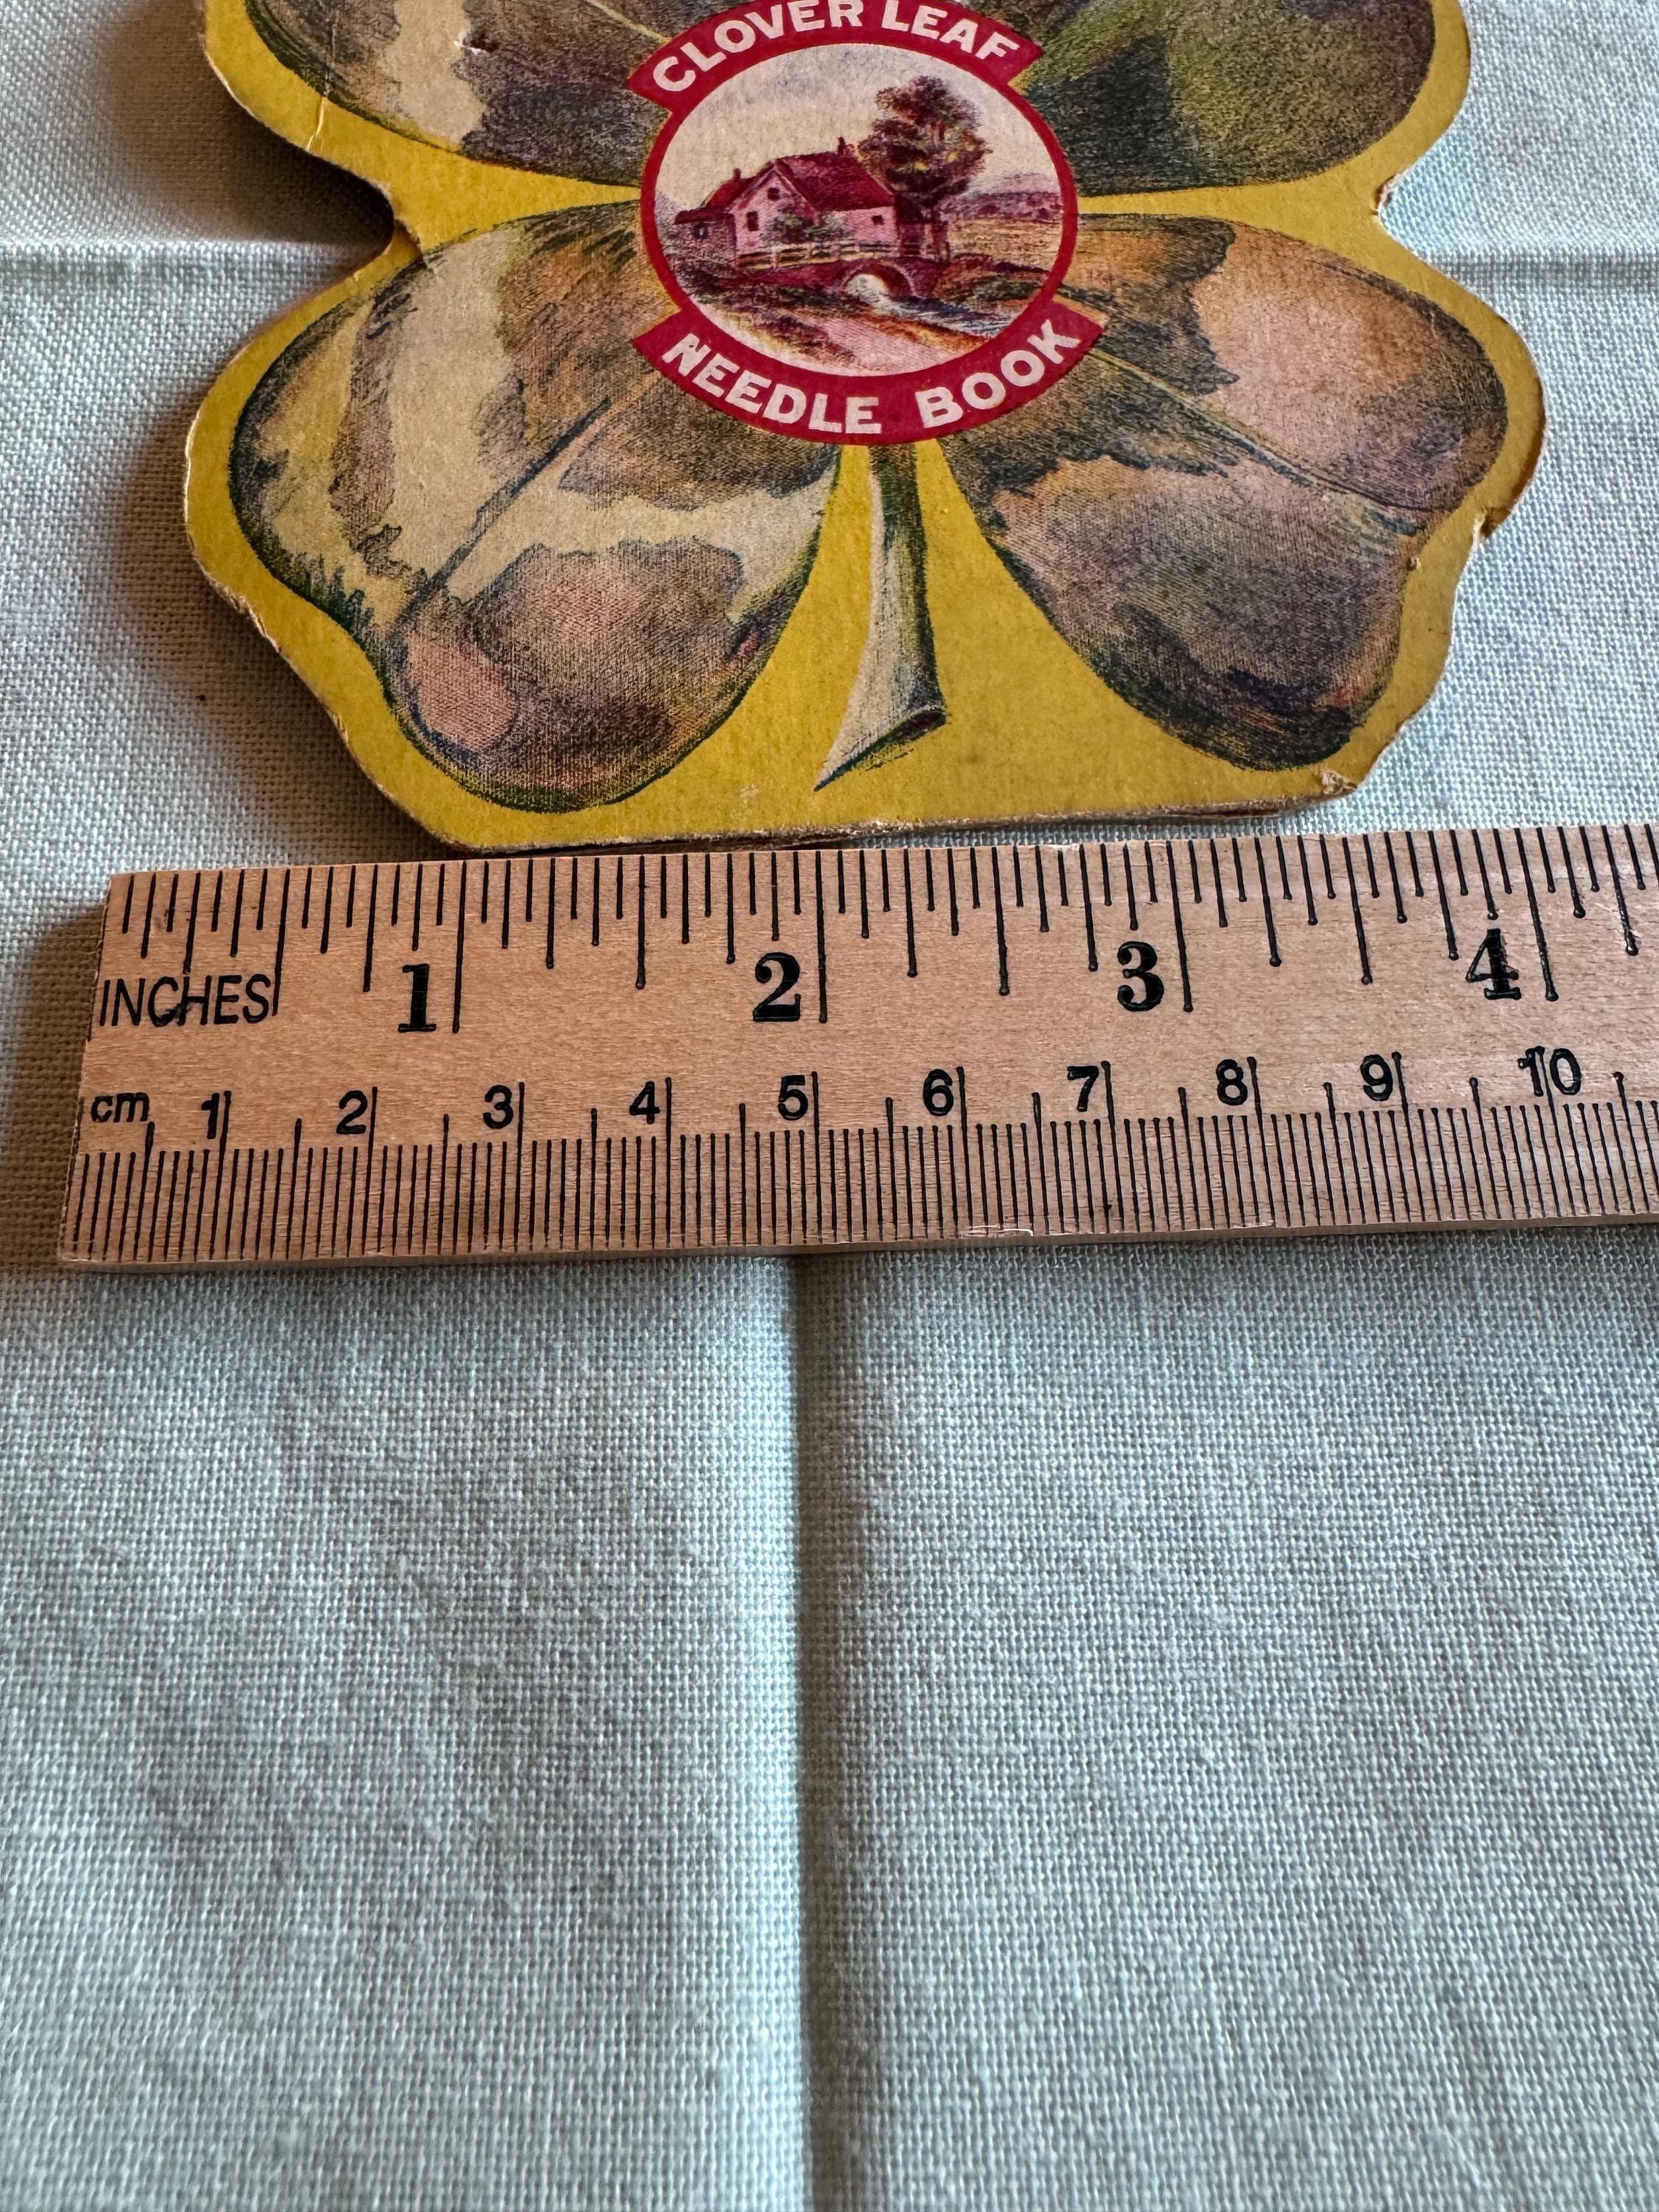 CLOVER LEAF
NEEDLE BOOK
1 2 3 4
INCHES
cm 1 2 3 4 5 6 7 8 9 10